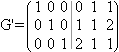 G'= ( 1 0 0 | 0 1 1
0 1 0 | 1 1 2
0 0 1 | 2 1 1 )